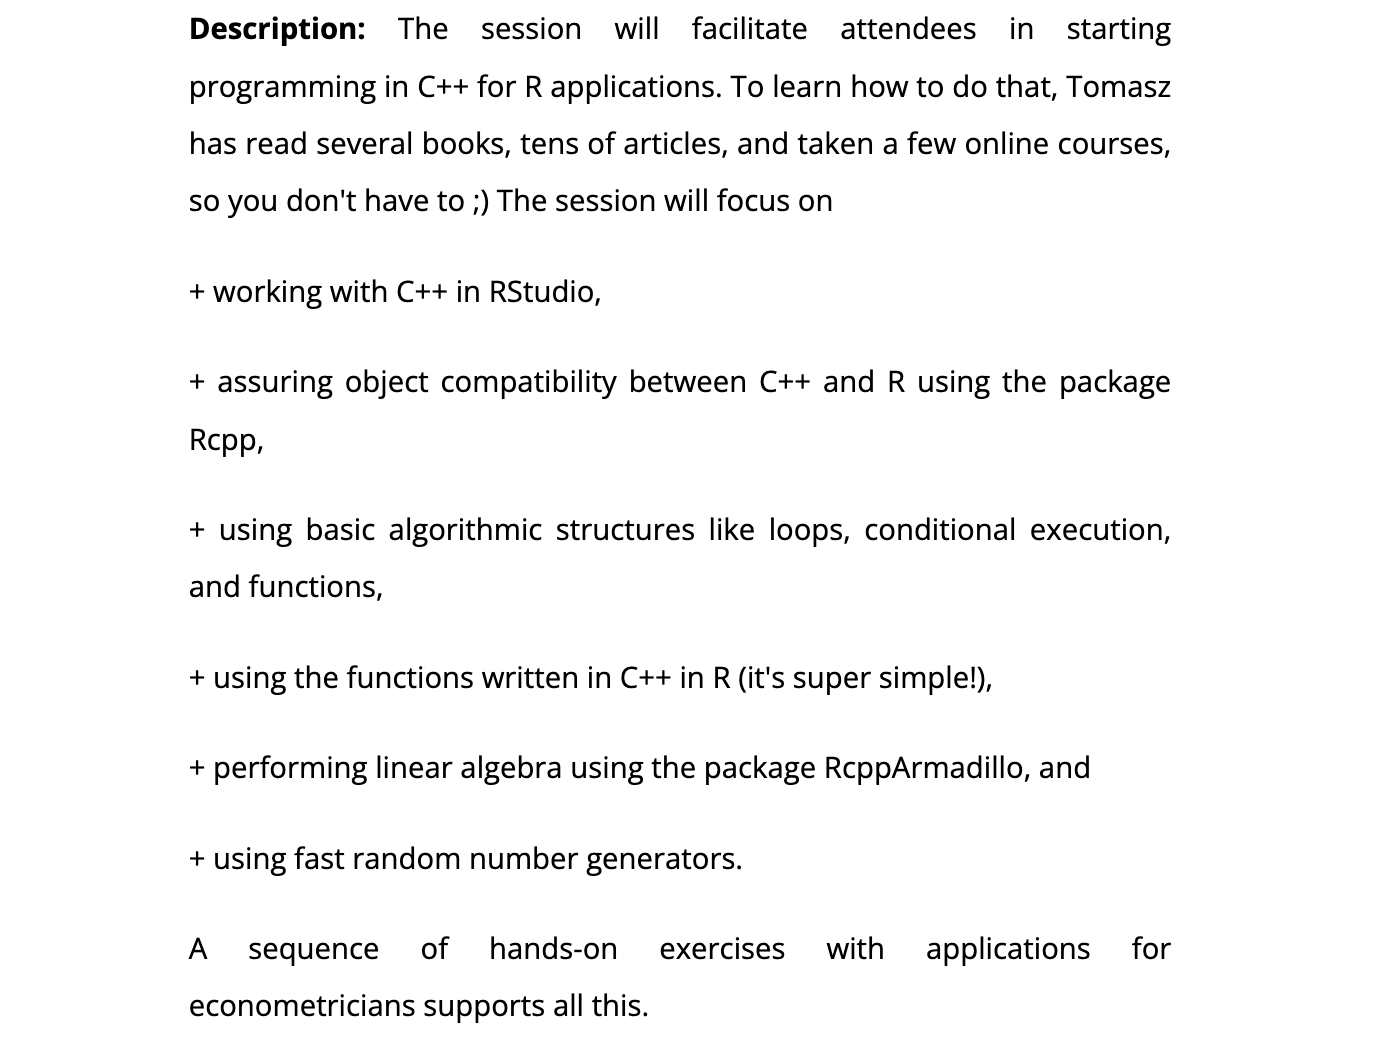 Description: The session will facilitate attendees in starting
programming in C++ for R applications. To learn how to do that, Tomasz
has read several books, tens of articles, and taken a few online courses,
so you don't have to ;) The session will focus on
+ working with C++ in RStudio,
+ assuring object compatibility between C++ and R using the package
Rcpp,
+ using basic algorithmic structures like loops, conditional execution,
and functions,
+ using the functions written in C++ in R (it's super simple!),
+ performing linear algebra using the package RcppArmadillo, and
+ using fast random number generators.
A sequence of hands-on exercises with applications for
econometricians supports all this.